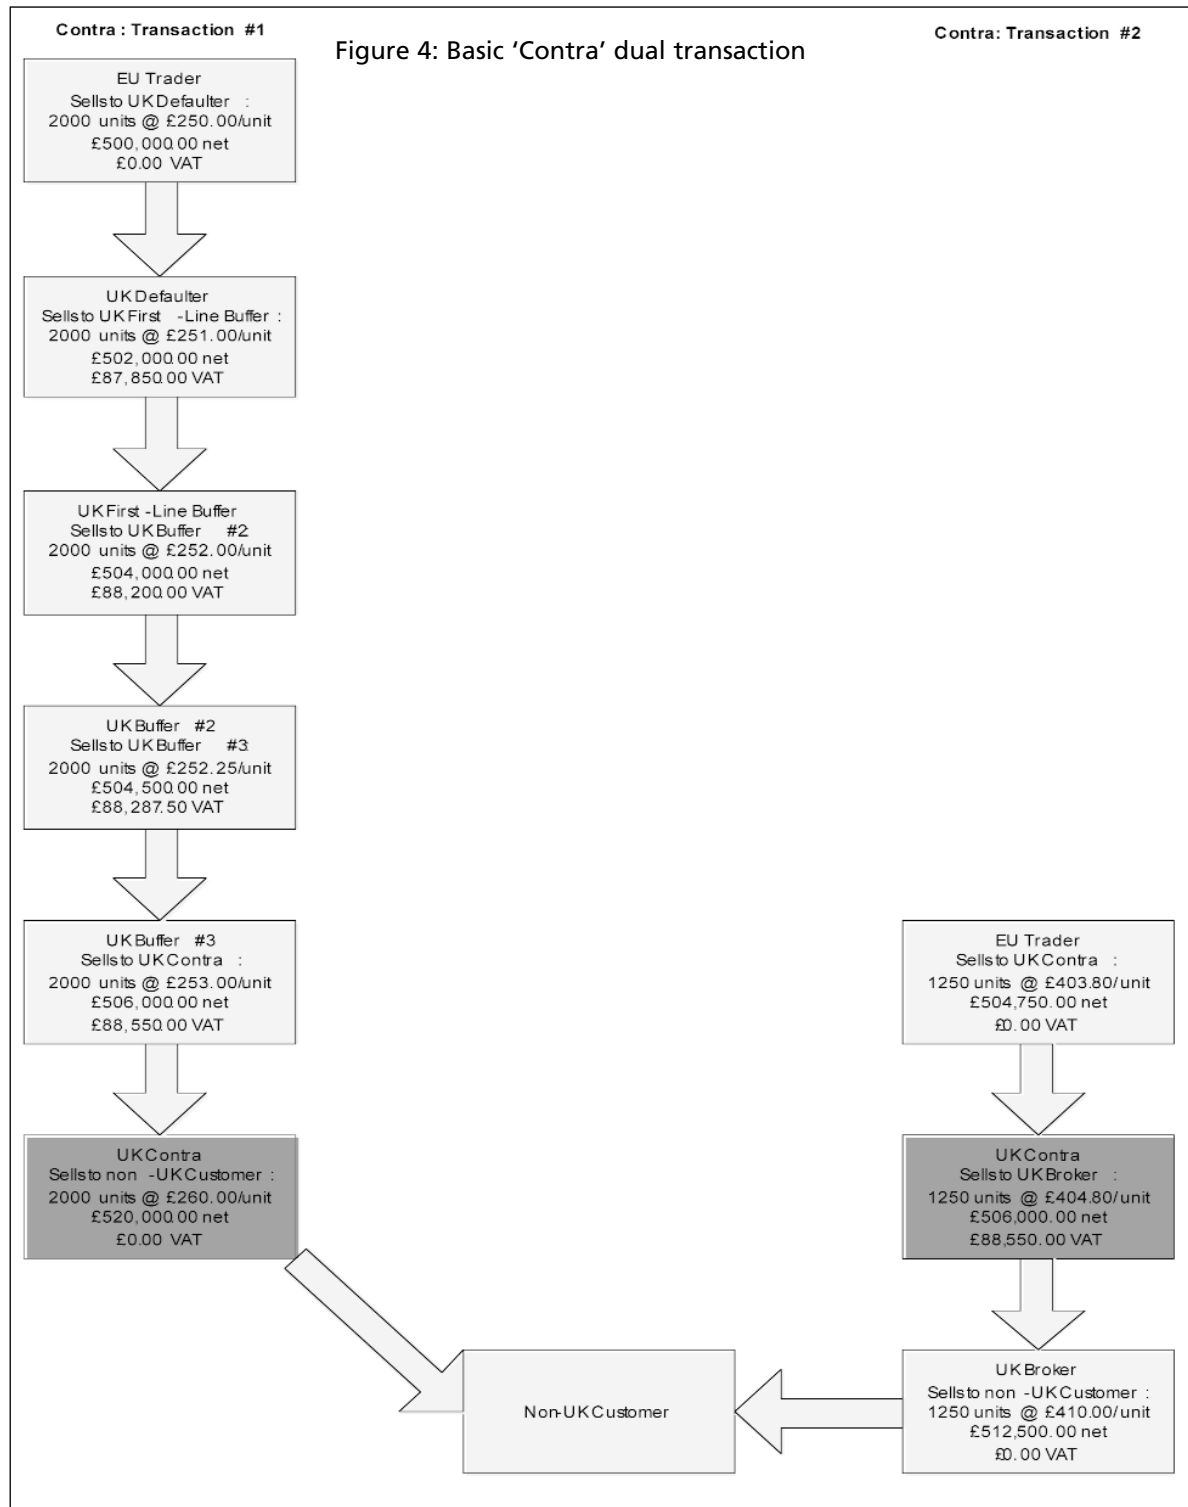 Contra : Transaction #1
Figure 4: Basic ‘Contra’ dual transaction
Contra: Transaction #2
EU Trader
Sells to UK Defaulter :
2000 units @ £250.00/unit
£500,000.00 net
£0.00 VAT
UK Defaulter
Sells to UK First -Line Buffer :
2000 units @ £251.00/unit
£502,000.00 net
£87,850.00 VAT
UK First -Line Buffer
Sells to UK Buffer #2:
2000 units @ £252.00/unit
£504,000.00 net
£88,200.00 VAT
UK Buffer #2
Sells to UK Buffer #3:
2000 units @ £252.25/unit
£504,500.00 net
£88,287.50 VAT
UK Buffer #3
Sells to UK Contra :
2000 units @ £253.00/unit
£506,000.00 net
£88,550.00 VAT
EU Trader
Sells to UK Contra :
1250 units @ £403.80/unit
£504,750.00 net
£0.00 VAT
UK Contra
Sells to non -UK Customer :
2000 units @ £260.00/unit
£520,000.00 net
£0.00 VAT
UK Contra
Sells to UK Broker :
1250 units @ £404.80/unit
£506,000.00 net
£88,550.00 VAT
Non-UK Customer
UK Broker
Sells to non -UK Customer :
1250 units @ £410.00/unit
£512,500.00 net
£0.00 VAT